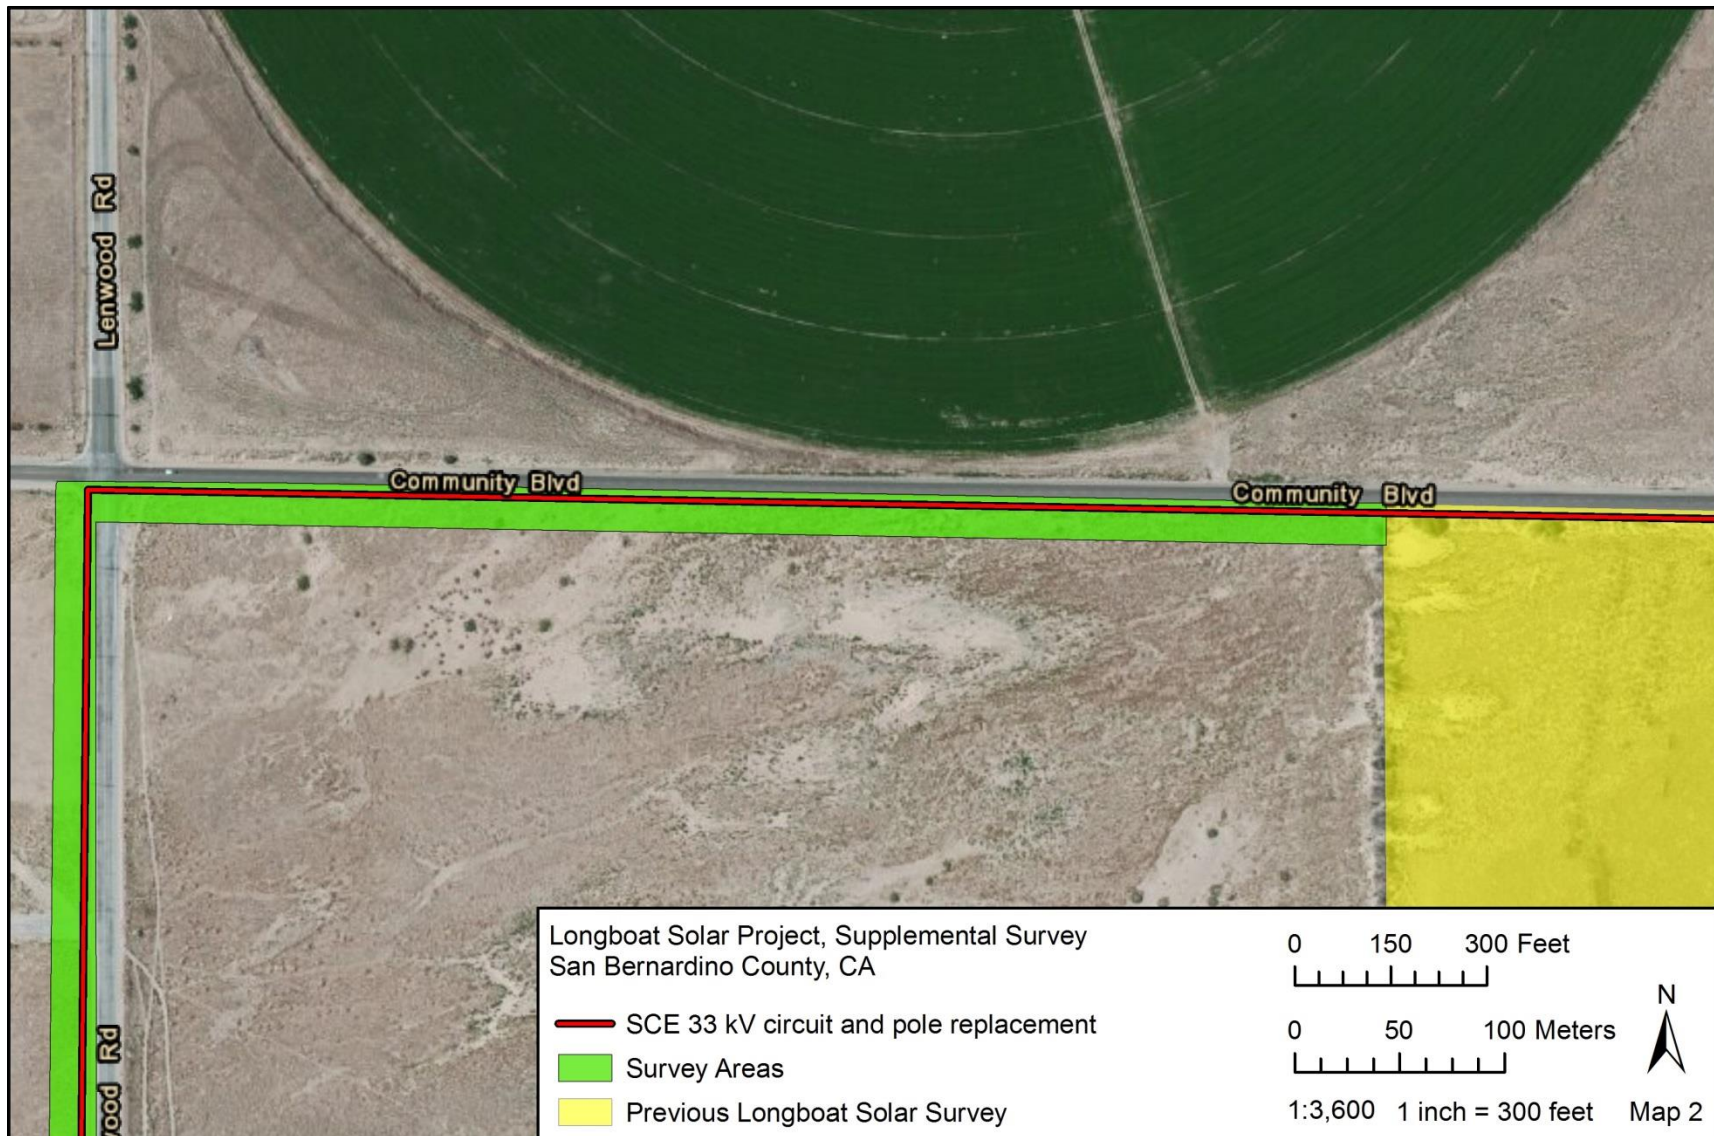 Lenwood Rd
Community Blvd
Community Blvd
wood Rd
Longboat Solar Project, Supplemental Survey
San Bernardino County, CA
SCE 33 kV circuit and pole replacement
Survey Areas
Previous Longboat Solar Survey
0 150 300 Feet
0 50 100 Meters
1:3,600 1 inch = 300 feet
N
Map 2